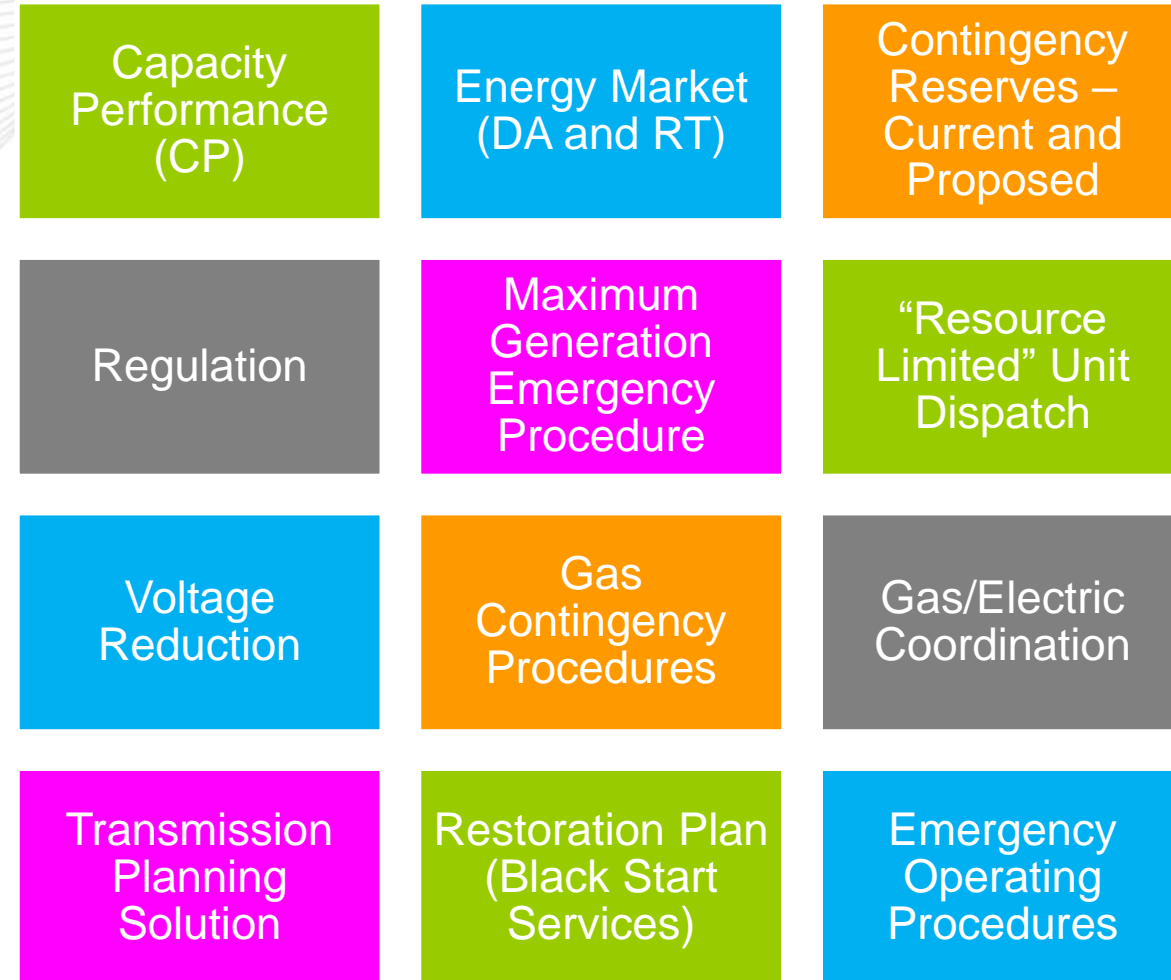 Capacity
Performance
(CP)
Energy Market
(DA and RT)
Contingency
Reserves –
Current and
Proposed
Regulation
Maximum
Generation
Emergency
Procedure
“Resource
Limited” Unit
Dispatch
Voltage
Reduction
Gas
Contingency
Procedures
Gas/Electric
Coordination
Transmission
Planning
Solution
Restoration Plan
(Black Start
Services)
Emergency
Operating
Procedures